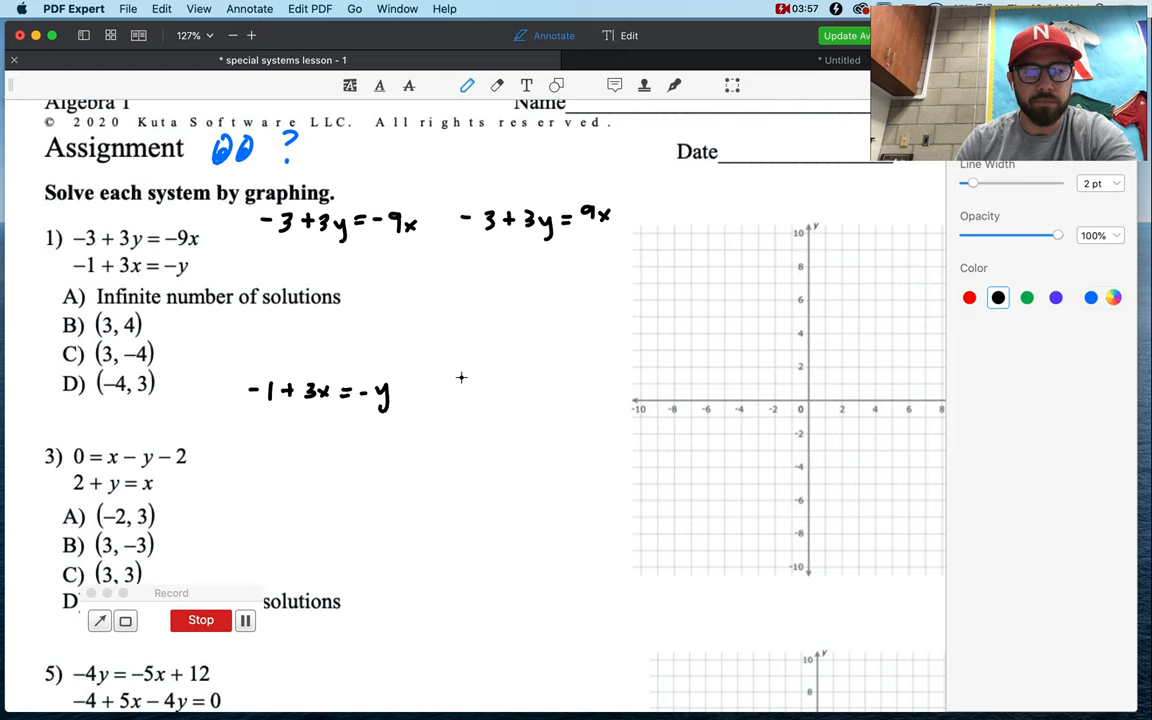 PDF Expert File Edit View Annotate Edit PDF Go Window Help 03:57
127% Annotate Edit Update Av
* special systems lesson - 1 * Untitled
Algebra 1 Name
© 2020 Kuta Software LLC. All rights reserved.
Assignment ?
Date
Line Width
2 pt
Opacity
100%
Color
Solve each system by graphing.
-3+3y=-9x -3+3y=9x
1) −3 + 3y = −9x
−1 + 3x = −y
A) Infinite number of solutions
B) (3, 4)
C) (3, −4)
D) (−4, 3)
-1+3x=-y
3) 0 = x − y − 2
2 + y = x
A) (−2, 3)
B) (3, −3)
C) (3, 3)
D solutions
Record
Stop
5) −4y = −5x + 12
−4 + 5x − 4y = 0
y
10
8
6
4
2
-10 -8 -6 -4 -2 0 2 4 6 8
-2
-4
-6
-8
-10
y
10
8
N